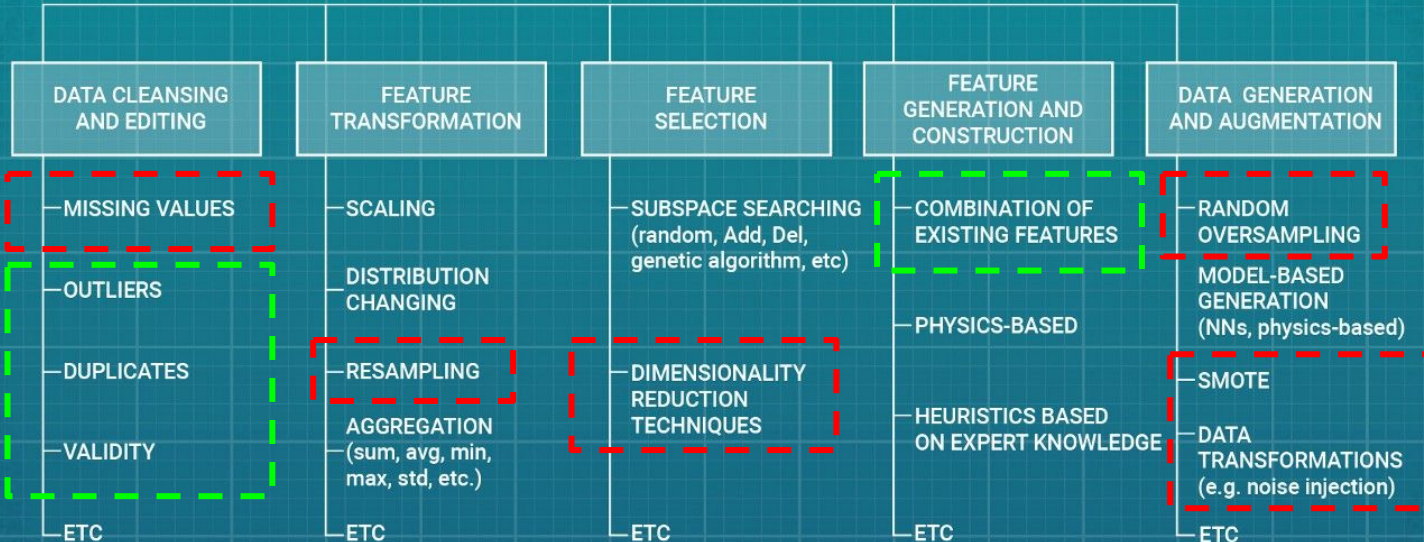 DATA CLEANSING
AND EDITING
MISSING VALUES
OUTLIERS
DUPLICATES
VALIDITY
ETC
FEATURE
TRANSFORMATION
SCALING
DISTRIBUTION
CHANGING
RESAMPLING
AGGREGATION
(sum, avg, min,
max, std, etc.)
ETC
FEATURE
SELECTION
SUBSPACE SEARCHING
(random, Add, Del,
genetic algorithm, etc)
DIMENSIONALITY
REDUCTION
TECHNIQUES
ETC
FEATURE
GENERATION AND
CONSTRUCTION
COMBINATION OF
EXISTING FEATURES
PHYSICS-BASED
HEURISTICS BASED
ON EXPERT KNOWLEDGE
ETC
DATA GENERATION
AND AUGMENTATION
RANDOM
OVERSAMPLING
MODEL-BASED
GENERATION
(NNs, physics-based)
SMOTE
DATA
TRANSFORMATIONS
(e.g. noise injection)
ETC